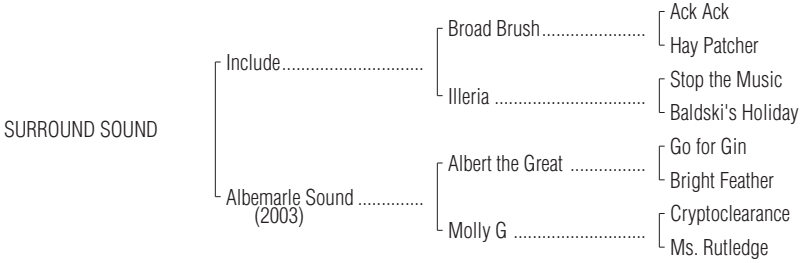 Ack Ack
Broad Brush......................
Hay Patcher
Include.............................
Stop the Music
Illeria ................................
Baldski's Holiday
SURROUND SOUND
Go for Gin
Albert the Great ................
Bright Feather
Albemarle Sound ..............
(2003)
Cryptoclearance
Molly G ............................
Ms. Rutledge